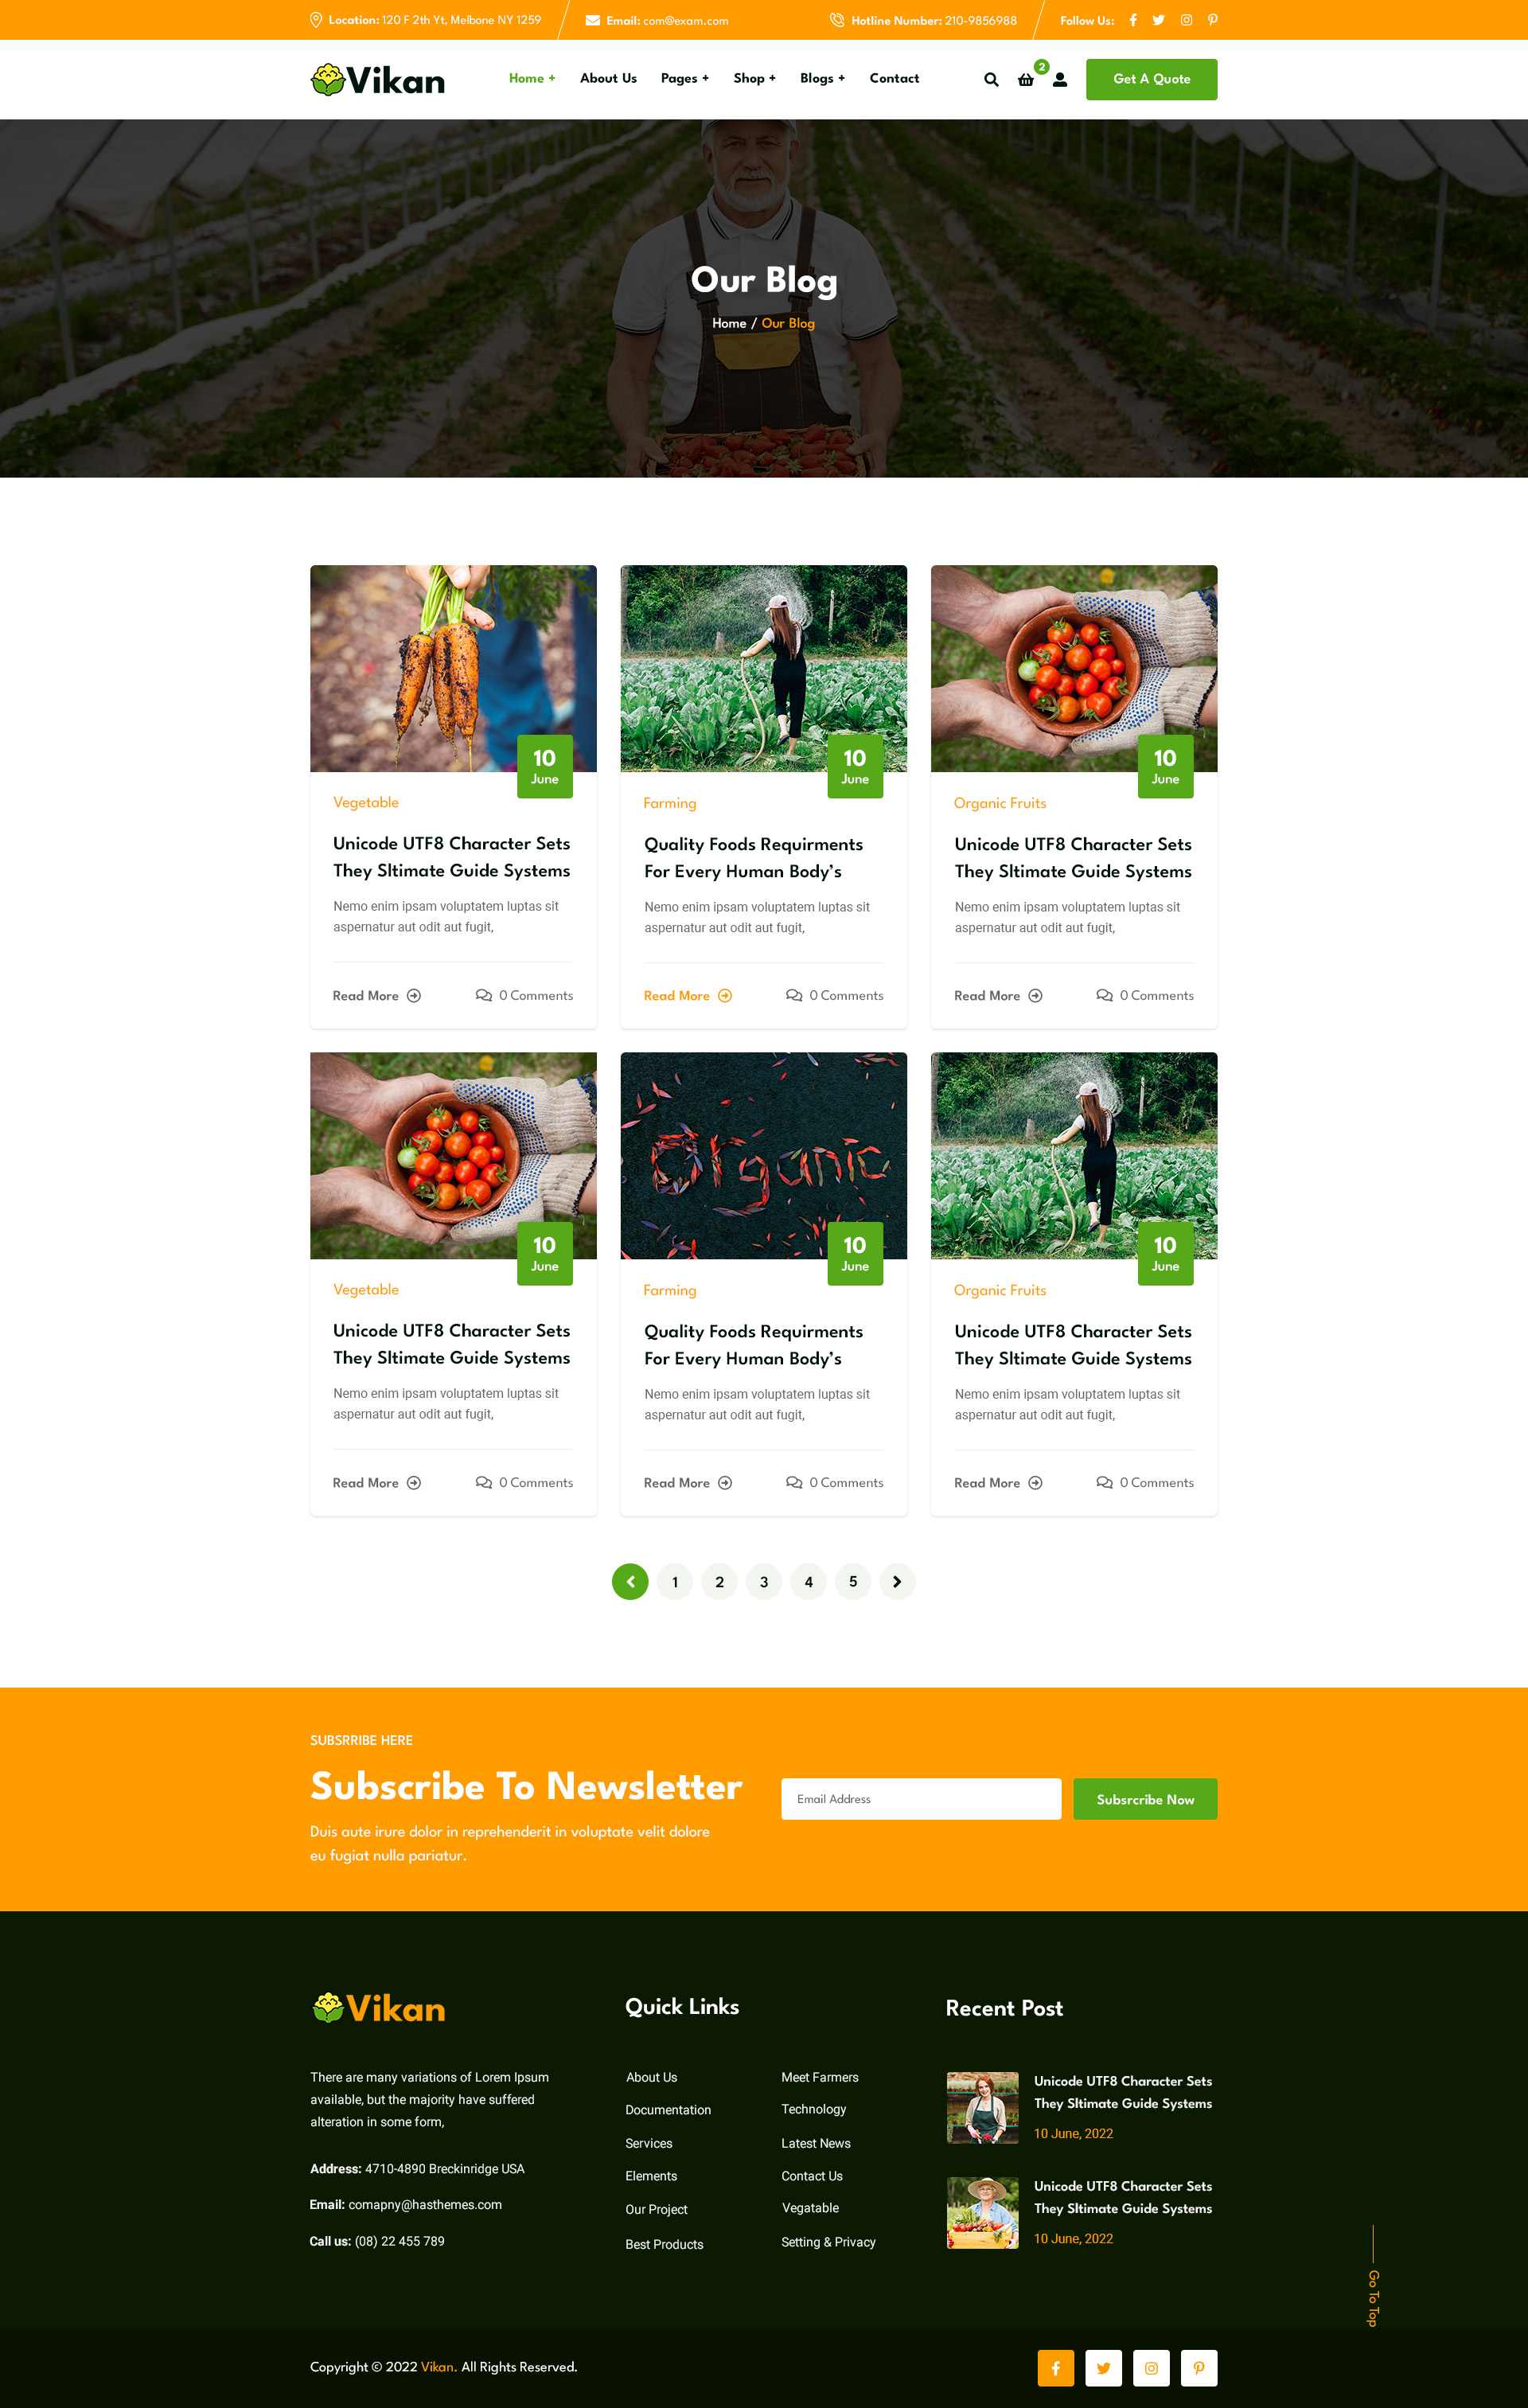 Location: 120 F 2th Yt, Melbone NY 1259
Email: com@exam.com
Hotline Number: 210-9856988
Follow Us:
Vikan
Home +
About Us
Pages +
Shop +
Blogs +
Contact
2
Get A Quote
Our Blog
Home / Our Blog
10
June
Vegetable
Unicode UTF8 Character Sets
They Sltimate Guide Systems
Nemo enim ipsam voluptatem luptas sit
aspernatur aut odit aut fugit,
Read More
0 Comments
10
June
Farming
Quality Foods Requirments
For Every Human Body’s
Nemo enim ipsam voluptatem luptas sit
aspernatur aut odit aut fugit,
Read More
0 Comments
10
June
Organic Fruits
Unicode UTF8 Character Sets
They Sltimate Guide Systems
Nemo enim ipsam voluptatem luptas sit
aspernatur aut odit aut fugit,
Read More
0 Comments
10
June
Vegetable
Unicode UTF8 Character Sets
They Sltimate Guide Systems
Nemo enim ipsam voluptatem luptas sit
aspernatur aut odit aut fugit,
Read More
0 Comments
Organic
10
June
Farming
Quality Foods Requirments
For Every Human Body’s
Nemo enim ipsam voluptatem luptas sit
aspernatur aut odit aut fugit,
Read More
0 Comments
10
June
Organic Fruits
Unicode UTF8 Character Sets
They Sltimate Guide Systems
Nemo enim ipsam voluptatem luptas sit
aspernatur aut odit aut fugit,
Read More
0 Comments
1 2 3 4 5
SUBSRRIBE HERE
Subscribe To Newsletter
Duis aute irure dolor in reprehenderit in voluptate velit dolore
eu fugiat nulla pariatur.
Email Address
Subsrcribe Now
Vikan
There are many variations of Lorem Ipsum
available, but the majority have suffered
alteration in some form,
Address: 4710-4890 Breckinridge USA
Email: comapny@hasthemes.com
Call us: (08) 22 455 789
Quick Links
About Us
Documentation
Services
Elements
Our Project
Best Products
Meet Farmers
Technology
Latest News
Contact Us
Vegatable
Setting & Privacy
Recent Post
Unicode UTF8 Character Sets
They Sltimate Guide Systems
10 June, 2022
Unicode UTF8 Character Sets
They Sltimate Guide Systems
10 June, 2022
Go To Top
Copyright © 2022 Vikan. All Rights Reserved.